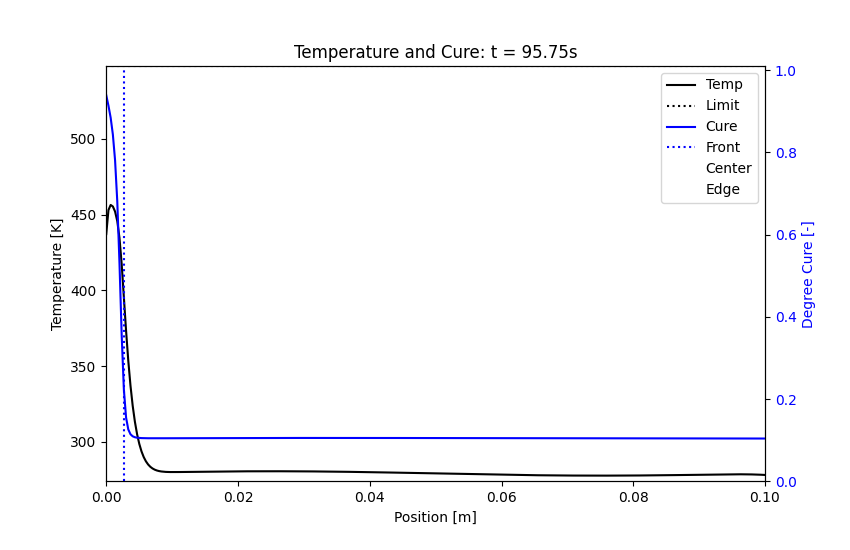 Temperature and Cure: t = 95.75s
Temp
Limit
Cure
Front
Center
Edge
Temperature [K]
500
450
400
350
300
Degree Cure [-]
1.0
0.8
0.6
0.4
0.2
0.0
0.00 0.02 0.04 0.06 0.08 0.10
Position [m]